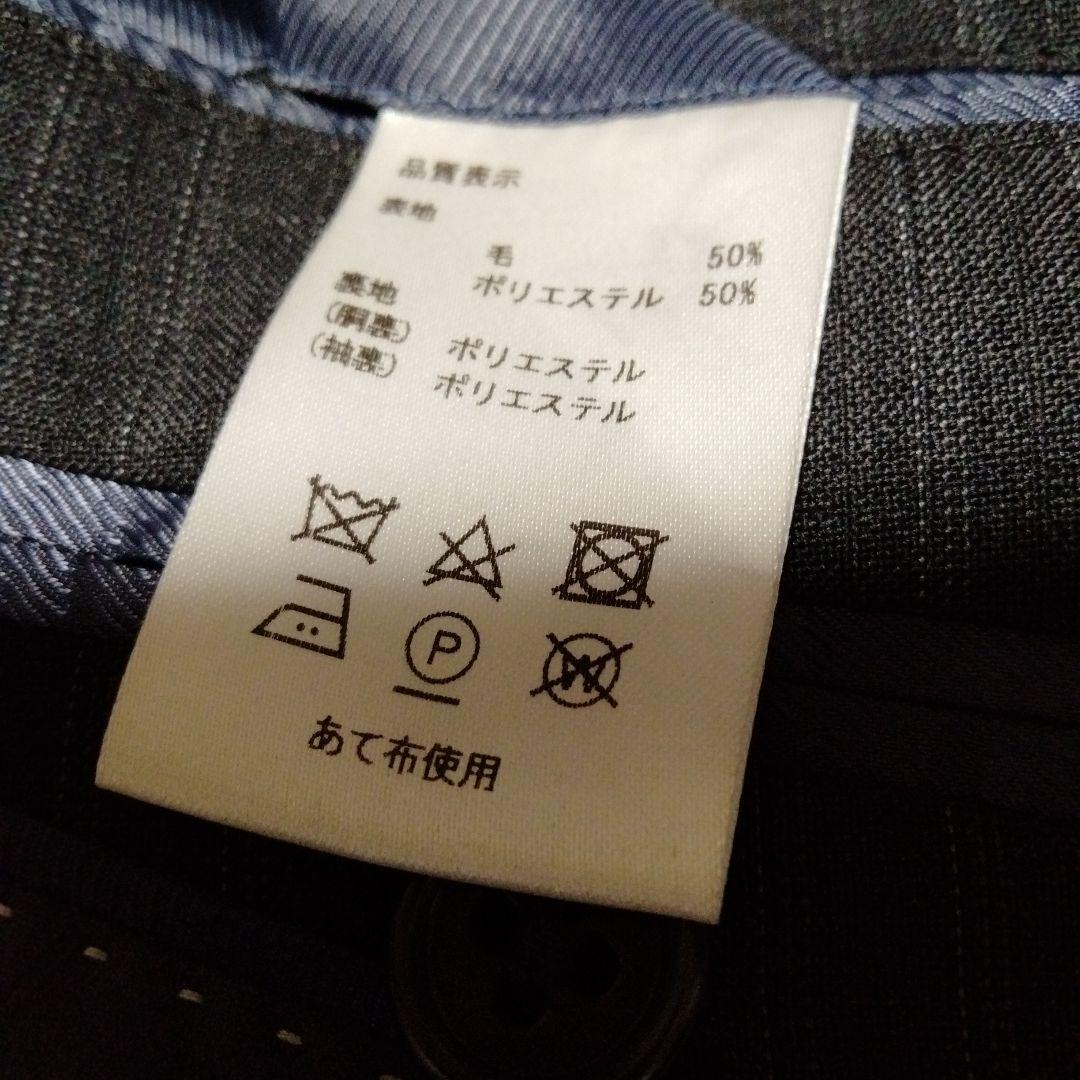 品質表示
表地
毛 50%
ポリエステル 50%
裏地
(胴裏) ポリエステル
(袖裏) ポリエステル
P
W
あて布使用